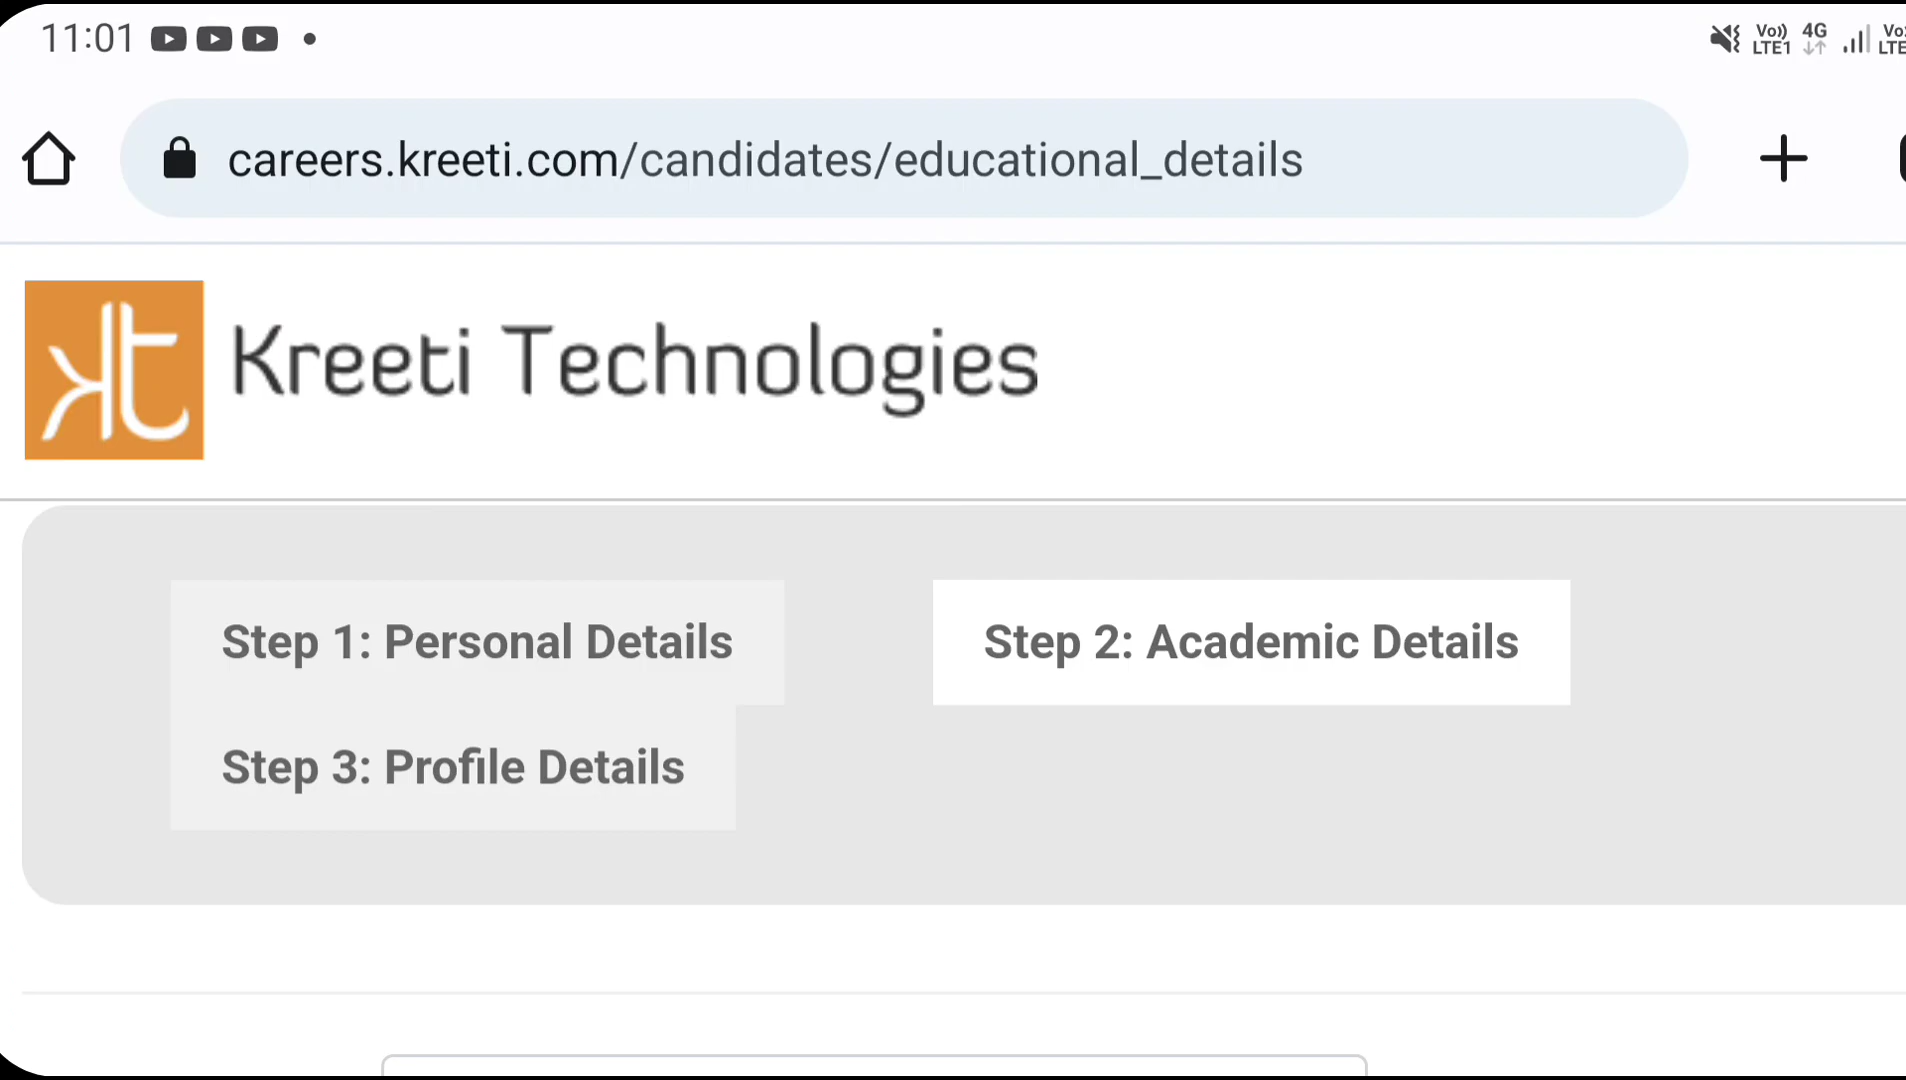 11:01
Vo)) LTE1 4G
careers.kreeti.com/candidates/educational_details
kt Kreeti Technologies
Step 1: Personal Details
Step 2: Academic Details
Step 3: Profile Details